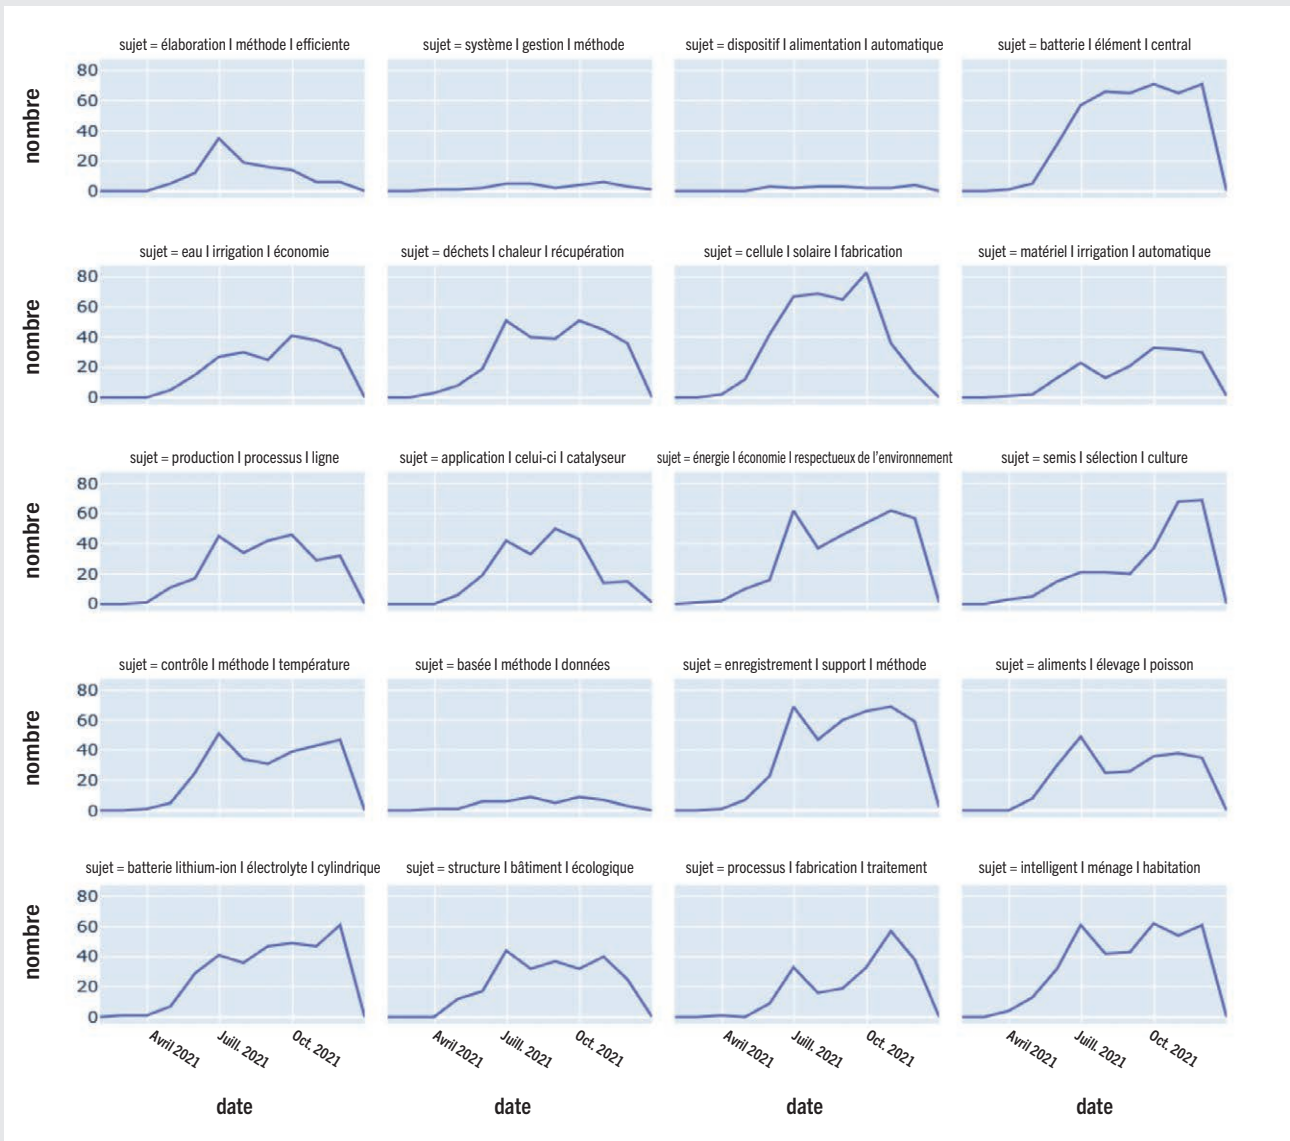 sujet = élaboration I méthode I efficiente
sujet = système I gestion I méthode
sujet = dispositif I alimentation I automatique
sujet = batterie I élément I central
nombre
80
60
40
20
0
sujet = eau I irrigation I économie
sujet = déchets I chaleur I récupération
sujet = cellule I solaire I fabrication
sujet = matériel I irrigation I automatique
nombre
80
60
40
20
0
sujet = production I processus I ligne
sujet = application I celui-ci I catalyseur
sujet = énergie I économie I respectueux de l'environnement
sujet = semis I sélection I culture
nombre
80
60
40
20
0
sujet = contrôle I méthode I température
sujet = basée I méthode I données
sujet = enregistrement I support I méthode
sujet = aliments I élevage I poisson
nombre
80
60
40
20
0
sujet = batterie lithium-ion I électrolyte I cylindrique
sujet = structure I bâtiment I écologique
sujet = processus I fabrication I traitement
sujet = intelligent I ménage I habitation
nombre
80
60
40
20
0
Avril 2021
Juill. 2021
Oct. 2021
Avril 2021
Juill. 2021
Oct. 2021
Avril 2021
Juill. 2021
Oct. 2021
Avril 2021
Juill. 2021
Oct. 2021
date
date
date
date